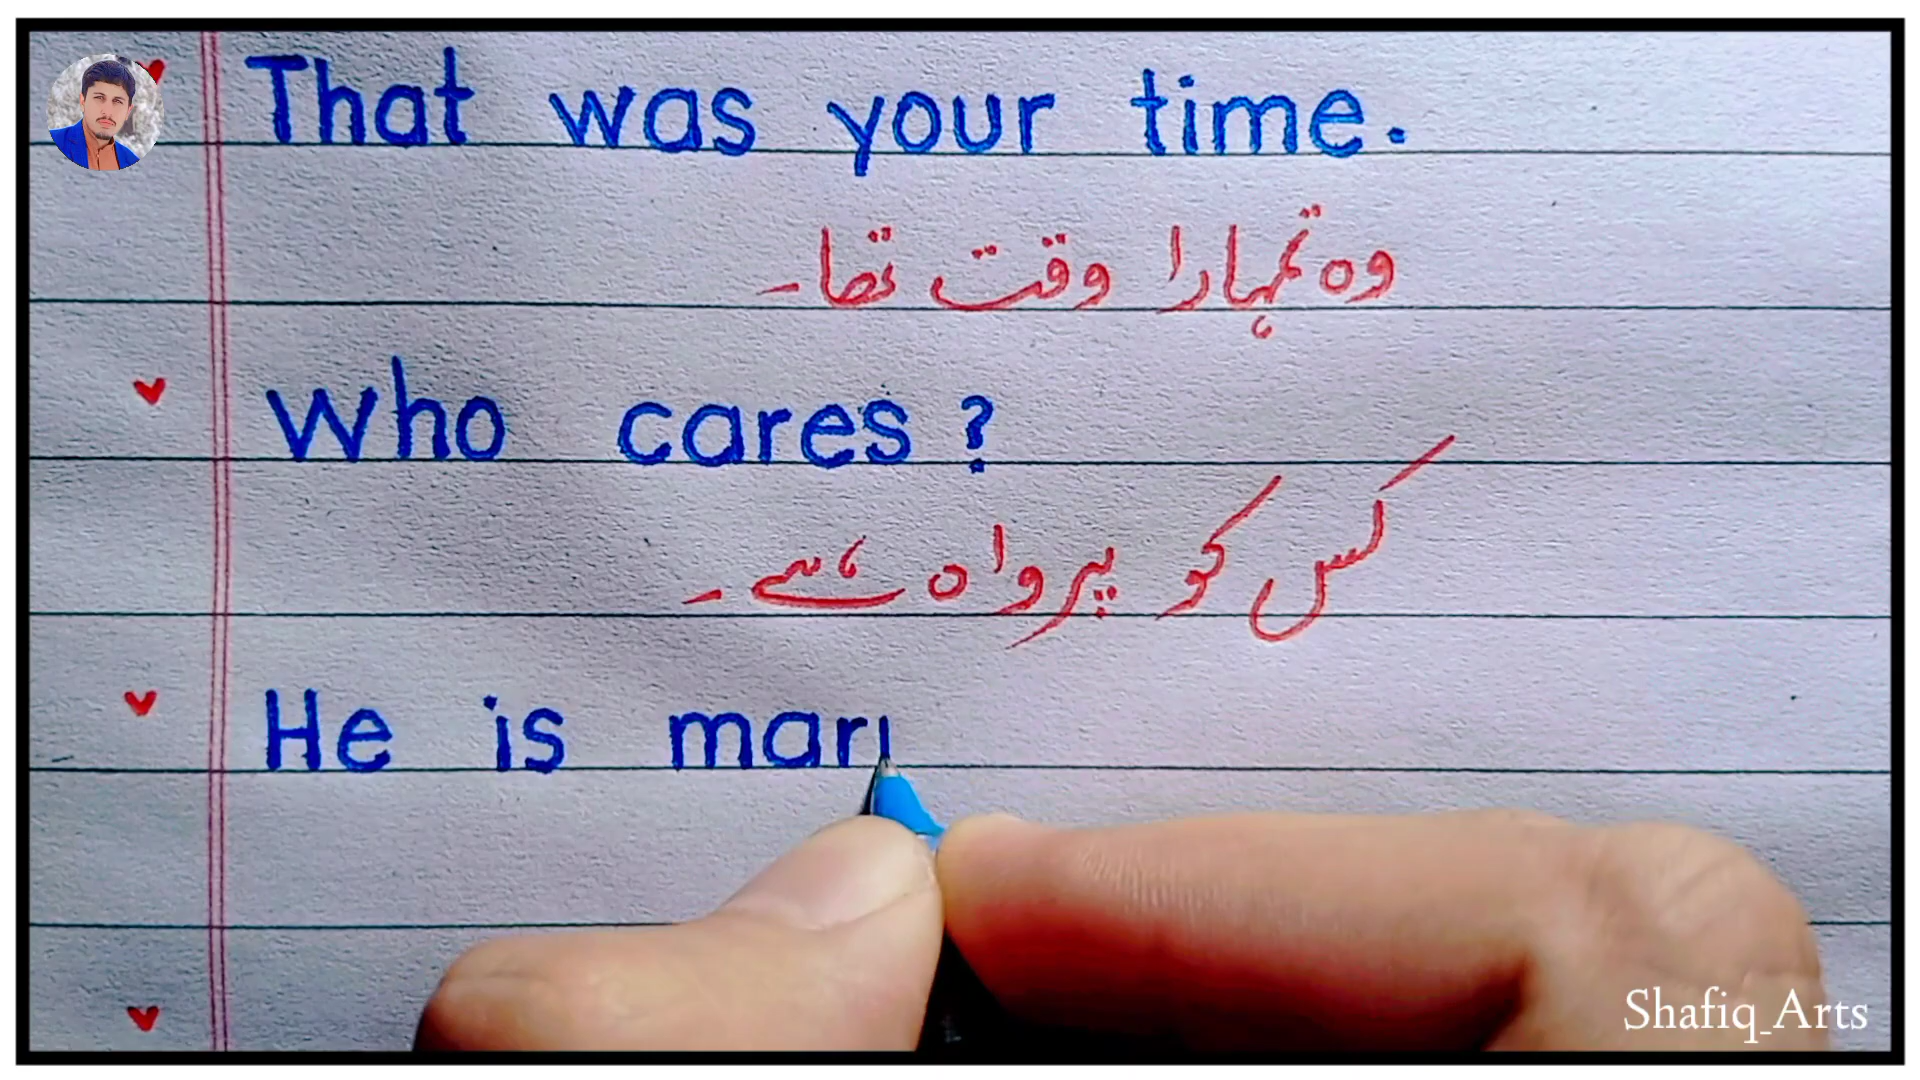 That was your time.
وہ تمہارا وقت تھا۔
Who cares?
کس کو پرواہ ہے۔
He is mar
Shafiq_Arts